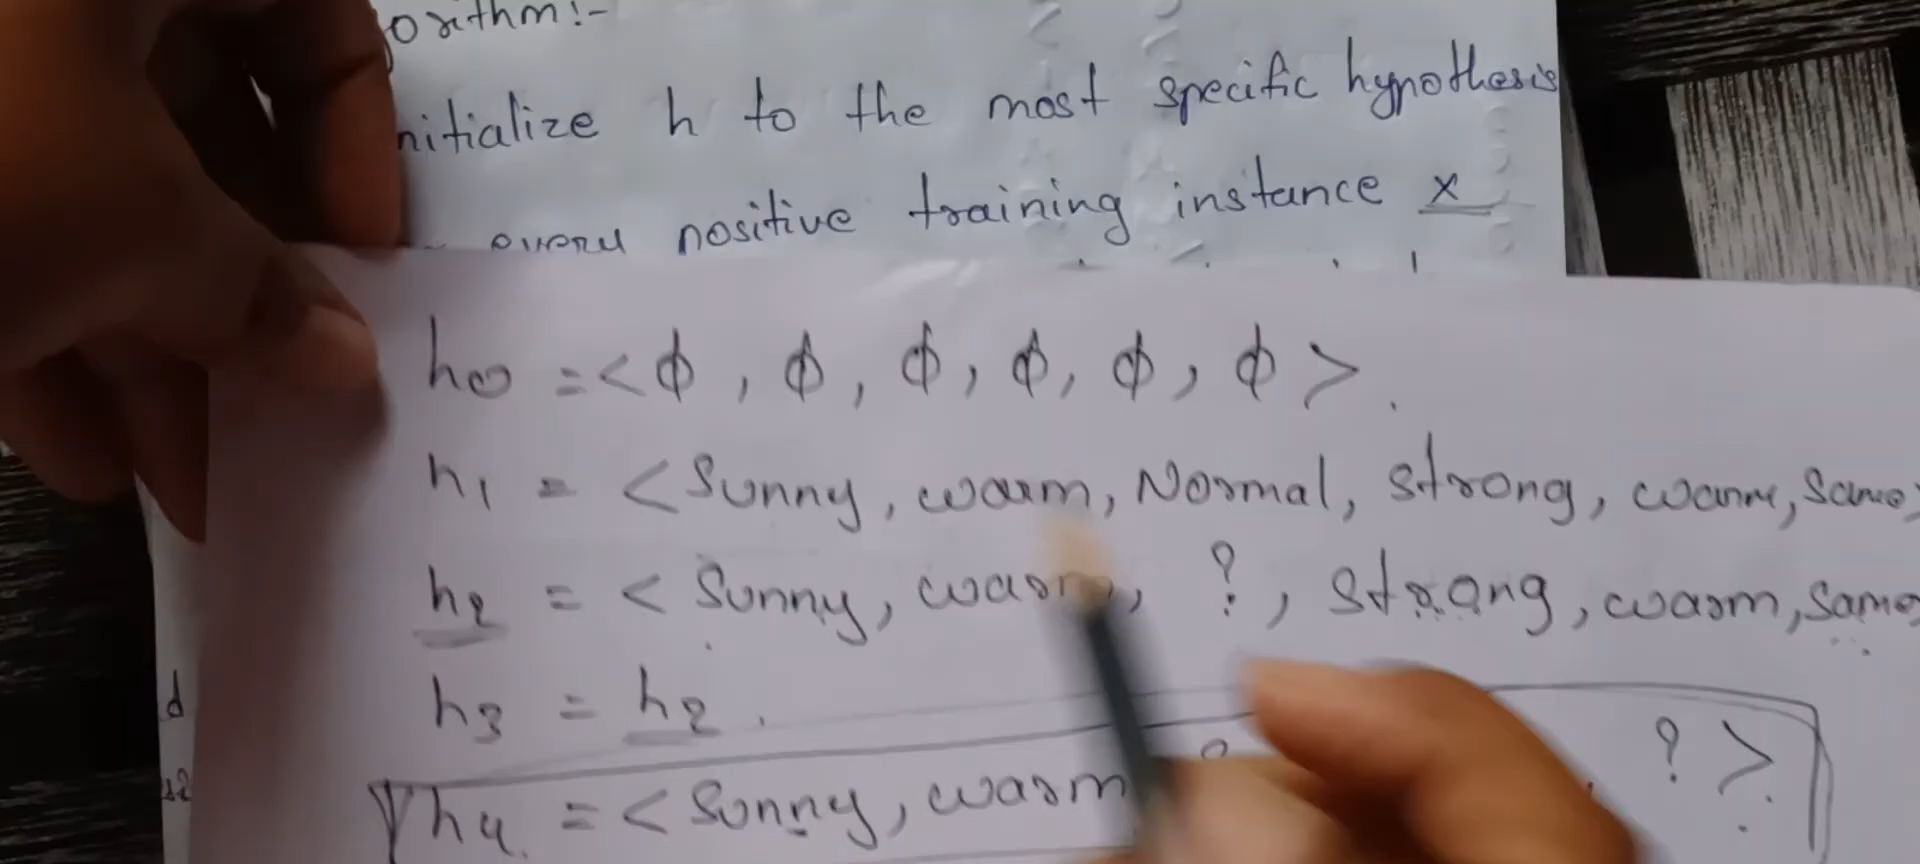 orithm:-
nitialize h to the most specific hypothesis
every positive training instance x
h0 = < ϕ, ϕ, ϕ, ϕ, ϕ, ϕ >.
h1 = < Sunny, warm, Normal, strong, warm, same>
h2 = < Sunny, warm, ?, strong, warm, same
h3 = h2.
d
h4 = < Sunny, warm ? >.